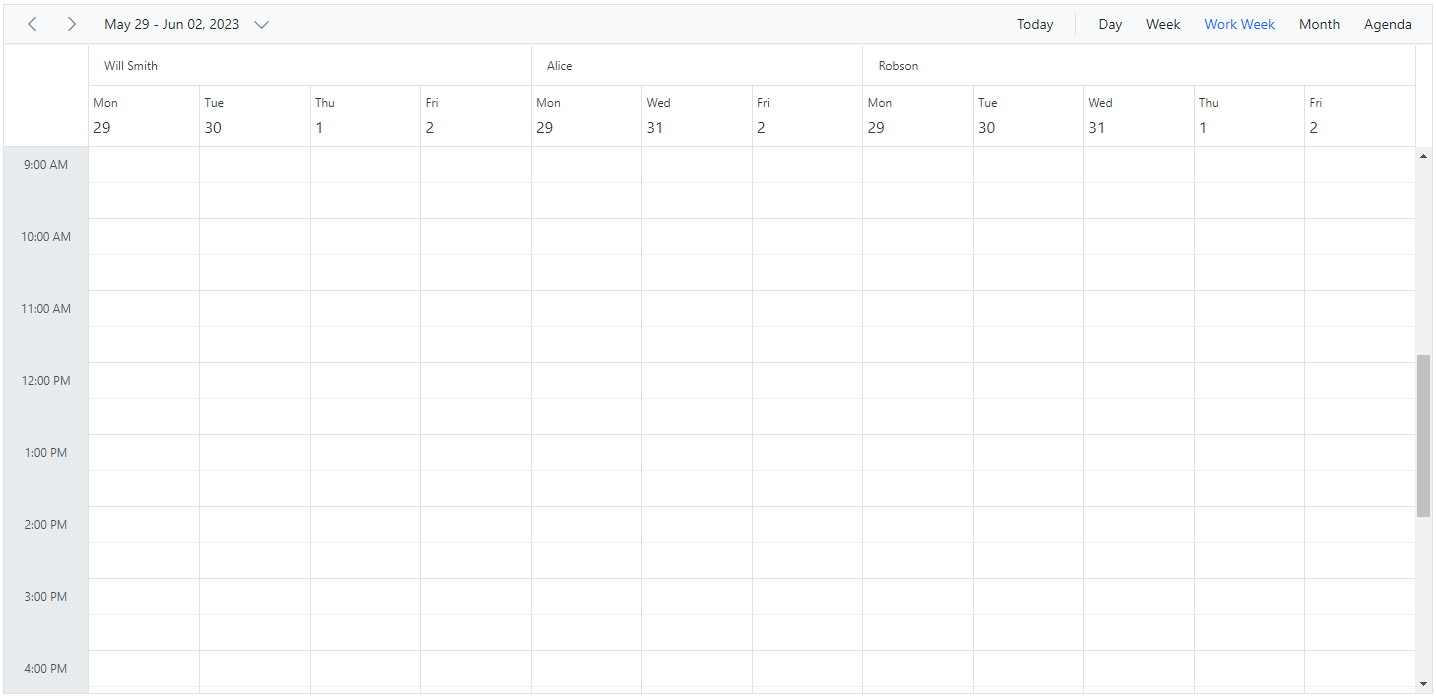 May 29 - Jun 02, 2023 Today Day Week Work Week Month Agenda
Will Smith Alice Robson
Mon Tue Thu Fri Mon Wed Fri Mon Tue Wed Thu Fri
29 30 1 2 29 31 2 29 30 31 1 2
9:00 AM
10:00 AM
11:00 AM
12:00 PM
1:00 PM
2:00 PM
3:00 PM
4:00 PM